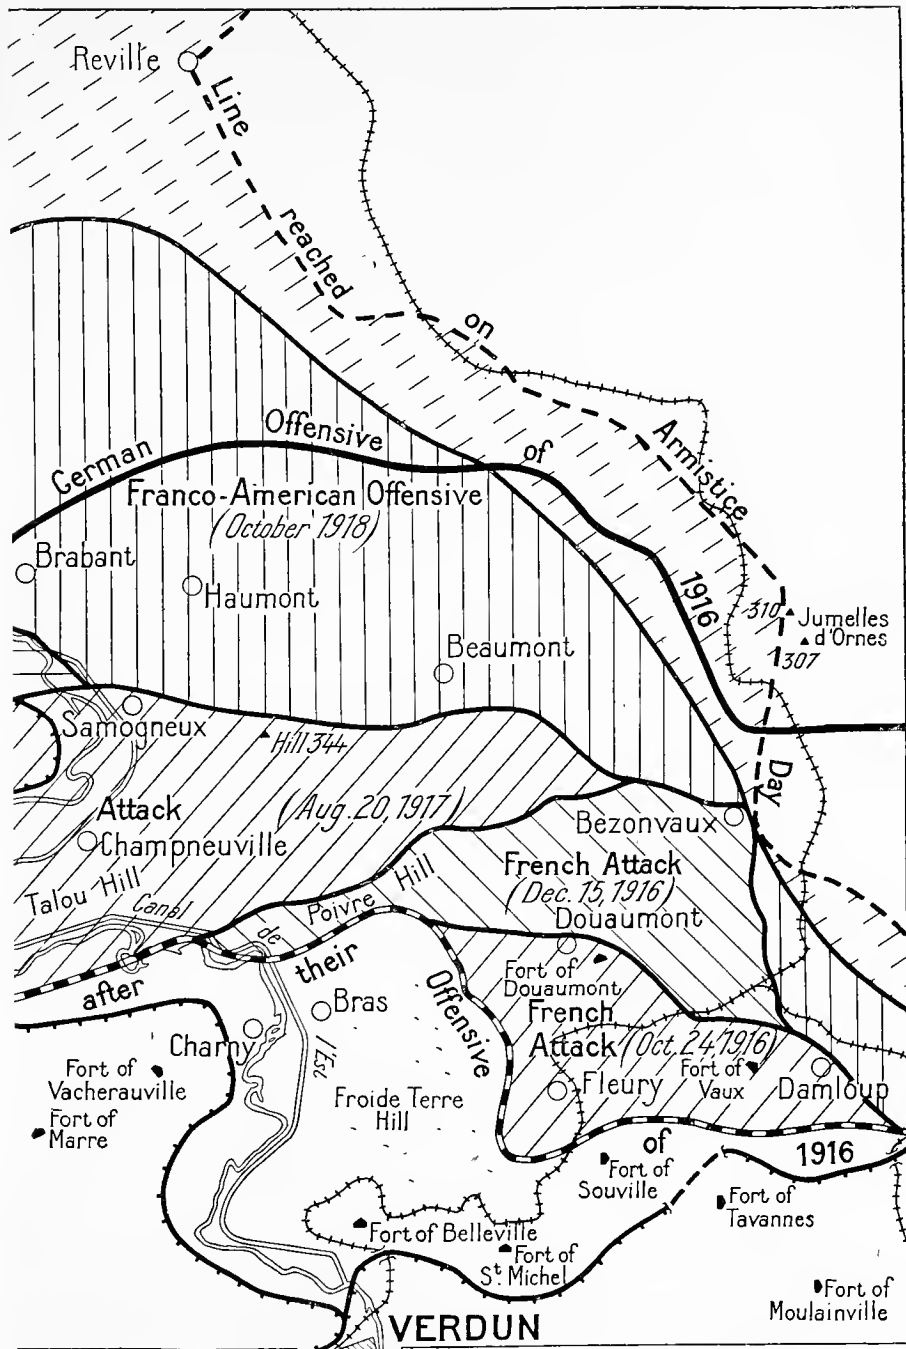 Reville
Line
reached
on
Armistice
Day
German
Offensive
of
1916
Franco-American Offensive
(October 1918)
Brabant
Haumont
Beaumont
310
Jumelles
d'Ornes
307
Samogneux
Hill 344
Attack
(Aug. 20, 1917)
Champneuville
Bezonvaux
Talou Hill
French Attack
(Dec. 15, 1916)
Poivre Hill
Douaumont
Canal
de
l'Est
after
their
Offensive
of
1916
Fort of
Douaumont
Bras
French
Attack (Oct. 24, 1916)
Charny
Fort of
Vacherauville
Fleury
Fort of
Vaux
Damloup
Froide Terre
Hill
Fort of
Marre
Fort of
Souville
Fort of
Tavannes
Fort of Belleville
Fort of
St Michel
Fort of
Moulainville
VERDUN